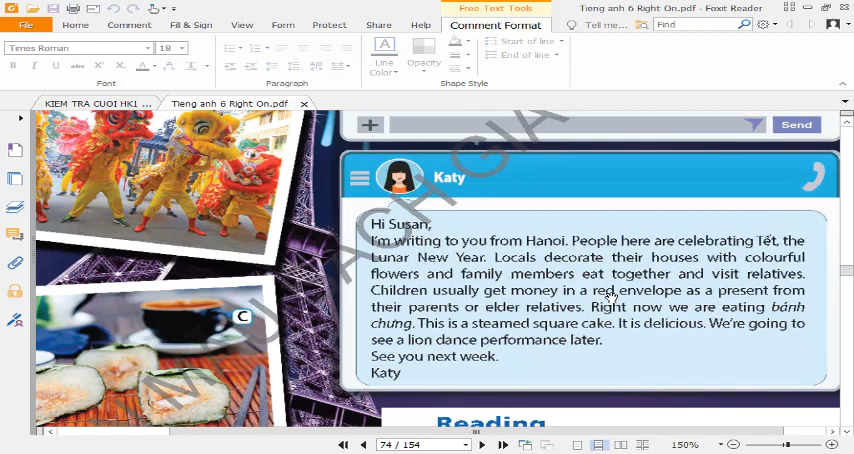 Free Text Tools
Tieng anh 6 Right On.pdf - Foxit Reader
File
Home
Comment
Fill & Sign
View
Form
Protect
Share
Help
Comment Format
Tell me...
Find
Times Roman
18
Font
Paragraph
Line Color
Opacity
Start of line
End of line
Shape Style
KIEM TRA CUOI HK1 ...
Tieng anh 6 Right On.pdf
Send
Katy
Hi Susan,
I'm writing to you from Hanoi. People here are celebrating Tết, the
Lunar New Year. Locals decorate their houses with colourful
flowers and family members eat together and visit relatives.
Children usually get money in a red envelope as a present from
their parents or elder relatives. Right now we are eating bánh
chưng. This is a steamed square cake. It is delicious. We're going to
see a lion dance performance later.
See you next week.
Katy
C
Reading
74 / 154
150%